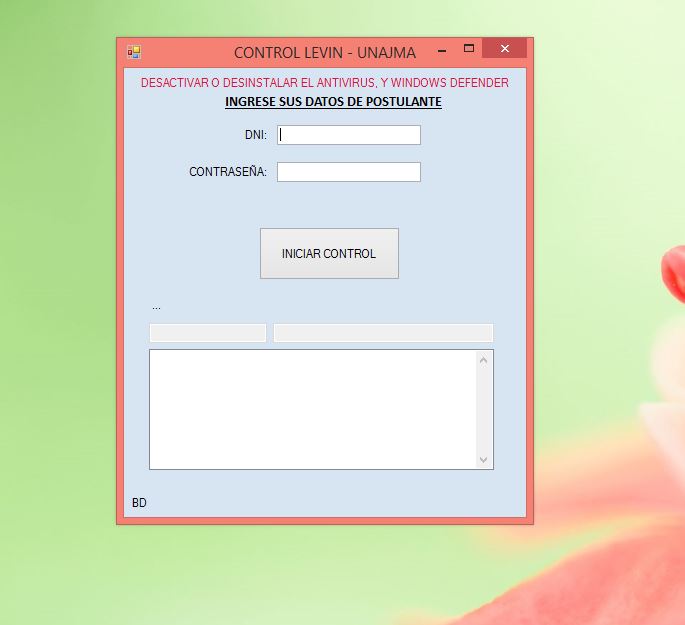 CONTROL LEVIN - UNAJMA
DESACTIVAR O DESINSTALAR EL ANTIVIRUS, Y WINDOWS DEFENDER
INGRESE SUS DATOS DE POSTULANTE
DNI:
CONTRASEÑA:
INICIAR CONTROL
...
BD